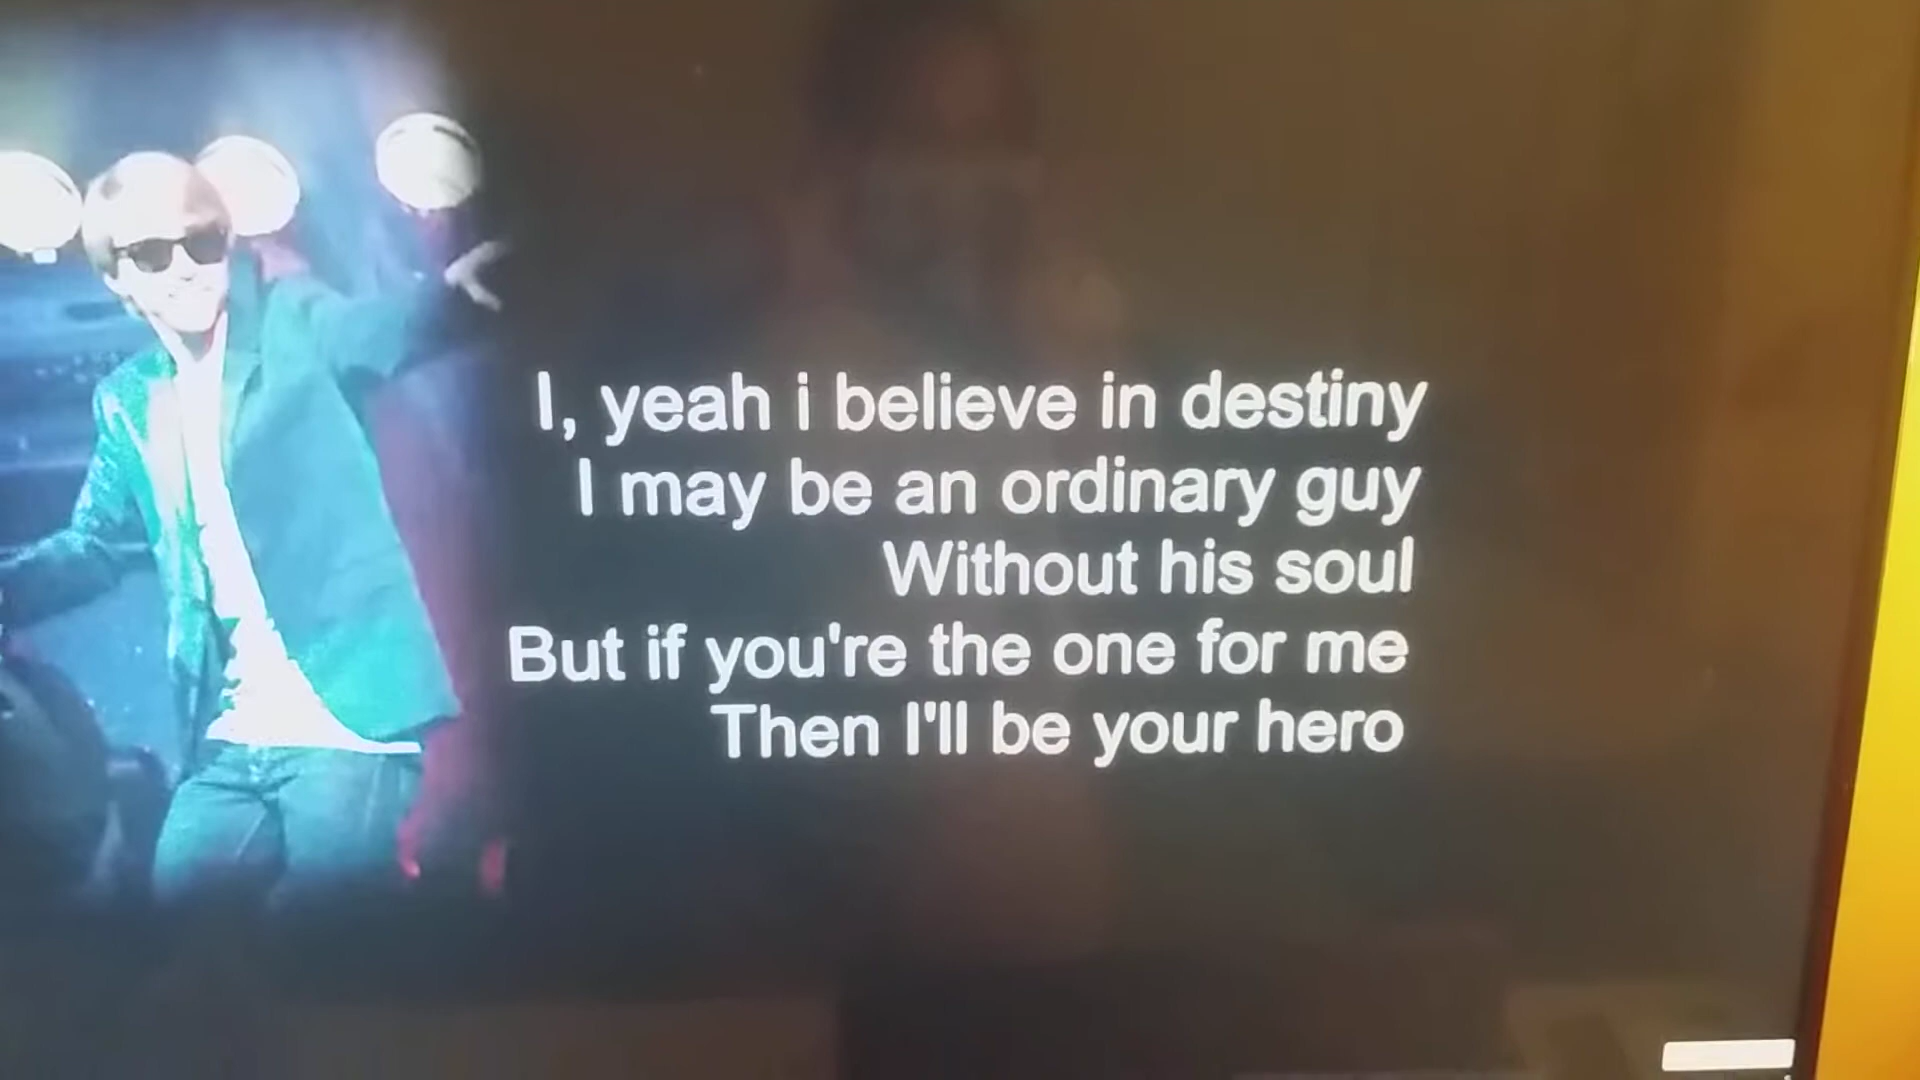 I, yeah i believe in destiny
I may be an ordinary guy
Without his soul
But if you're the one for me
Then I'll be your hero